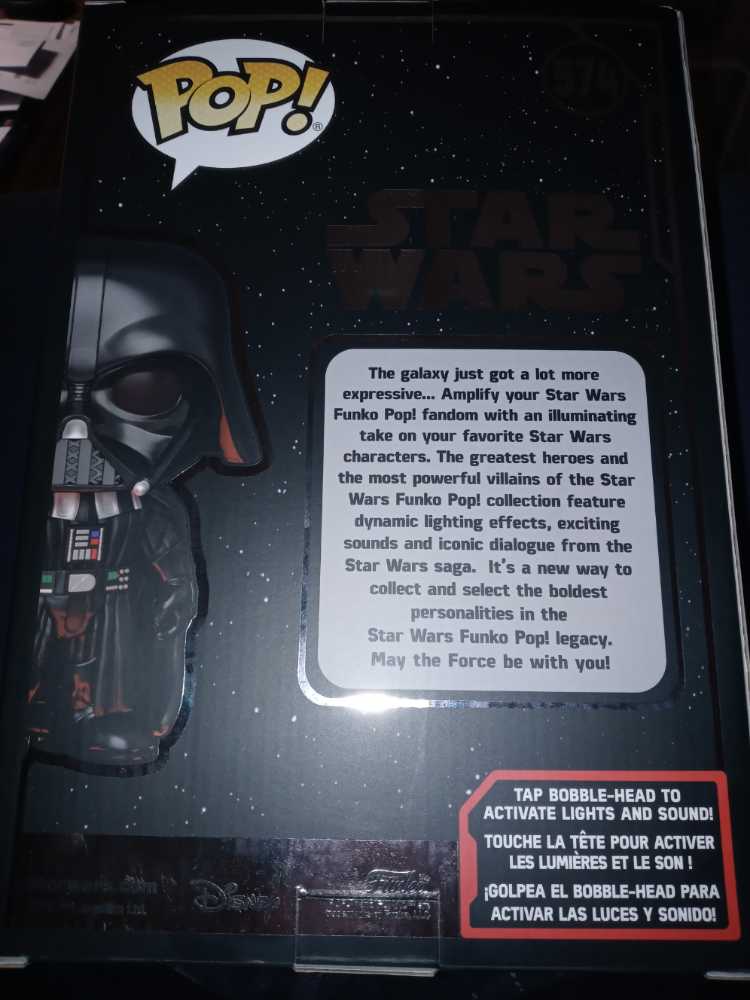 POP!
®
574
STAR
WARS
The galaxy just got a lot more
expressive... Amplify your Star Wars
Funko Pop! fandom with an illuminating
take on your favorite Star Wars
characters. The greatest heroes and
the most powerful villains of the Star
Wars Funko Pop! collection feature
dynamic lighting effects, exciting
sounds and iconic dialogue from the
Star Wars saga. It's a new way to
collect and select the boldest
personalities in the
Star Wars Funko Pop! legacy.
May the Force be with you!
TAP BOBBLE-HEAD TO
ACTIVATE LIGHTS AND SOUND!
TOUCHE LA TÊTE POUR ACTIVER
LES LUMIÈRES ET LE SON !
¡GOLPEA EL BOBBLE-HEAD PARA
ACTIVAR LAS LUCES Y SONIDO!
Disney
Funko